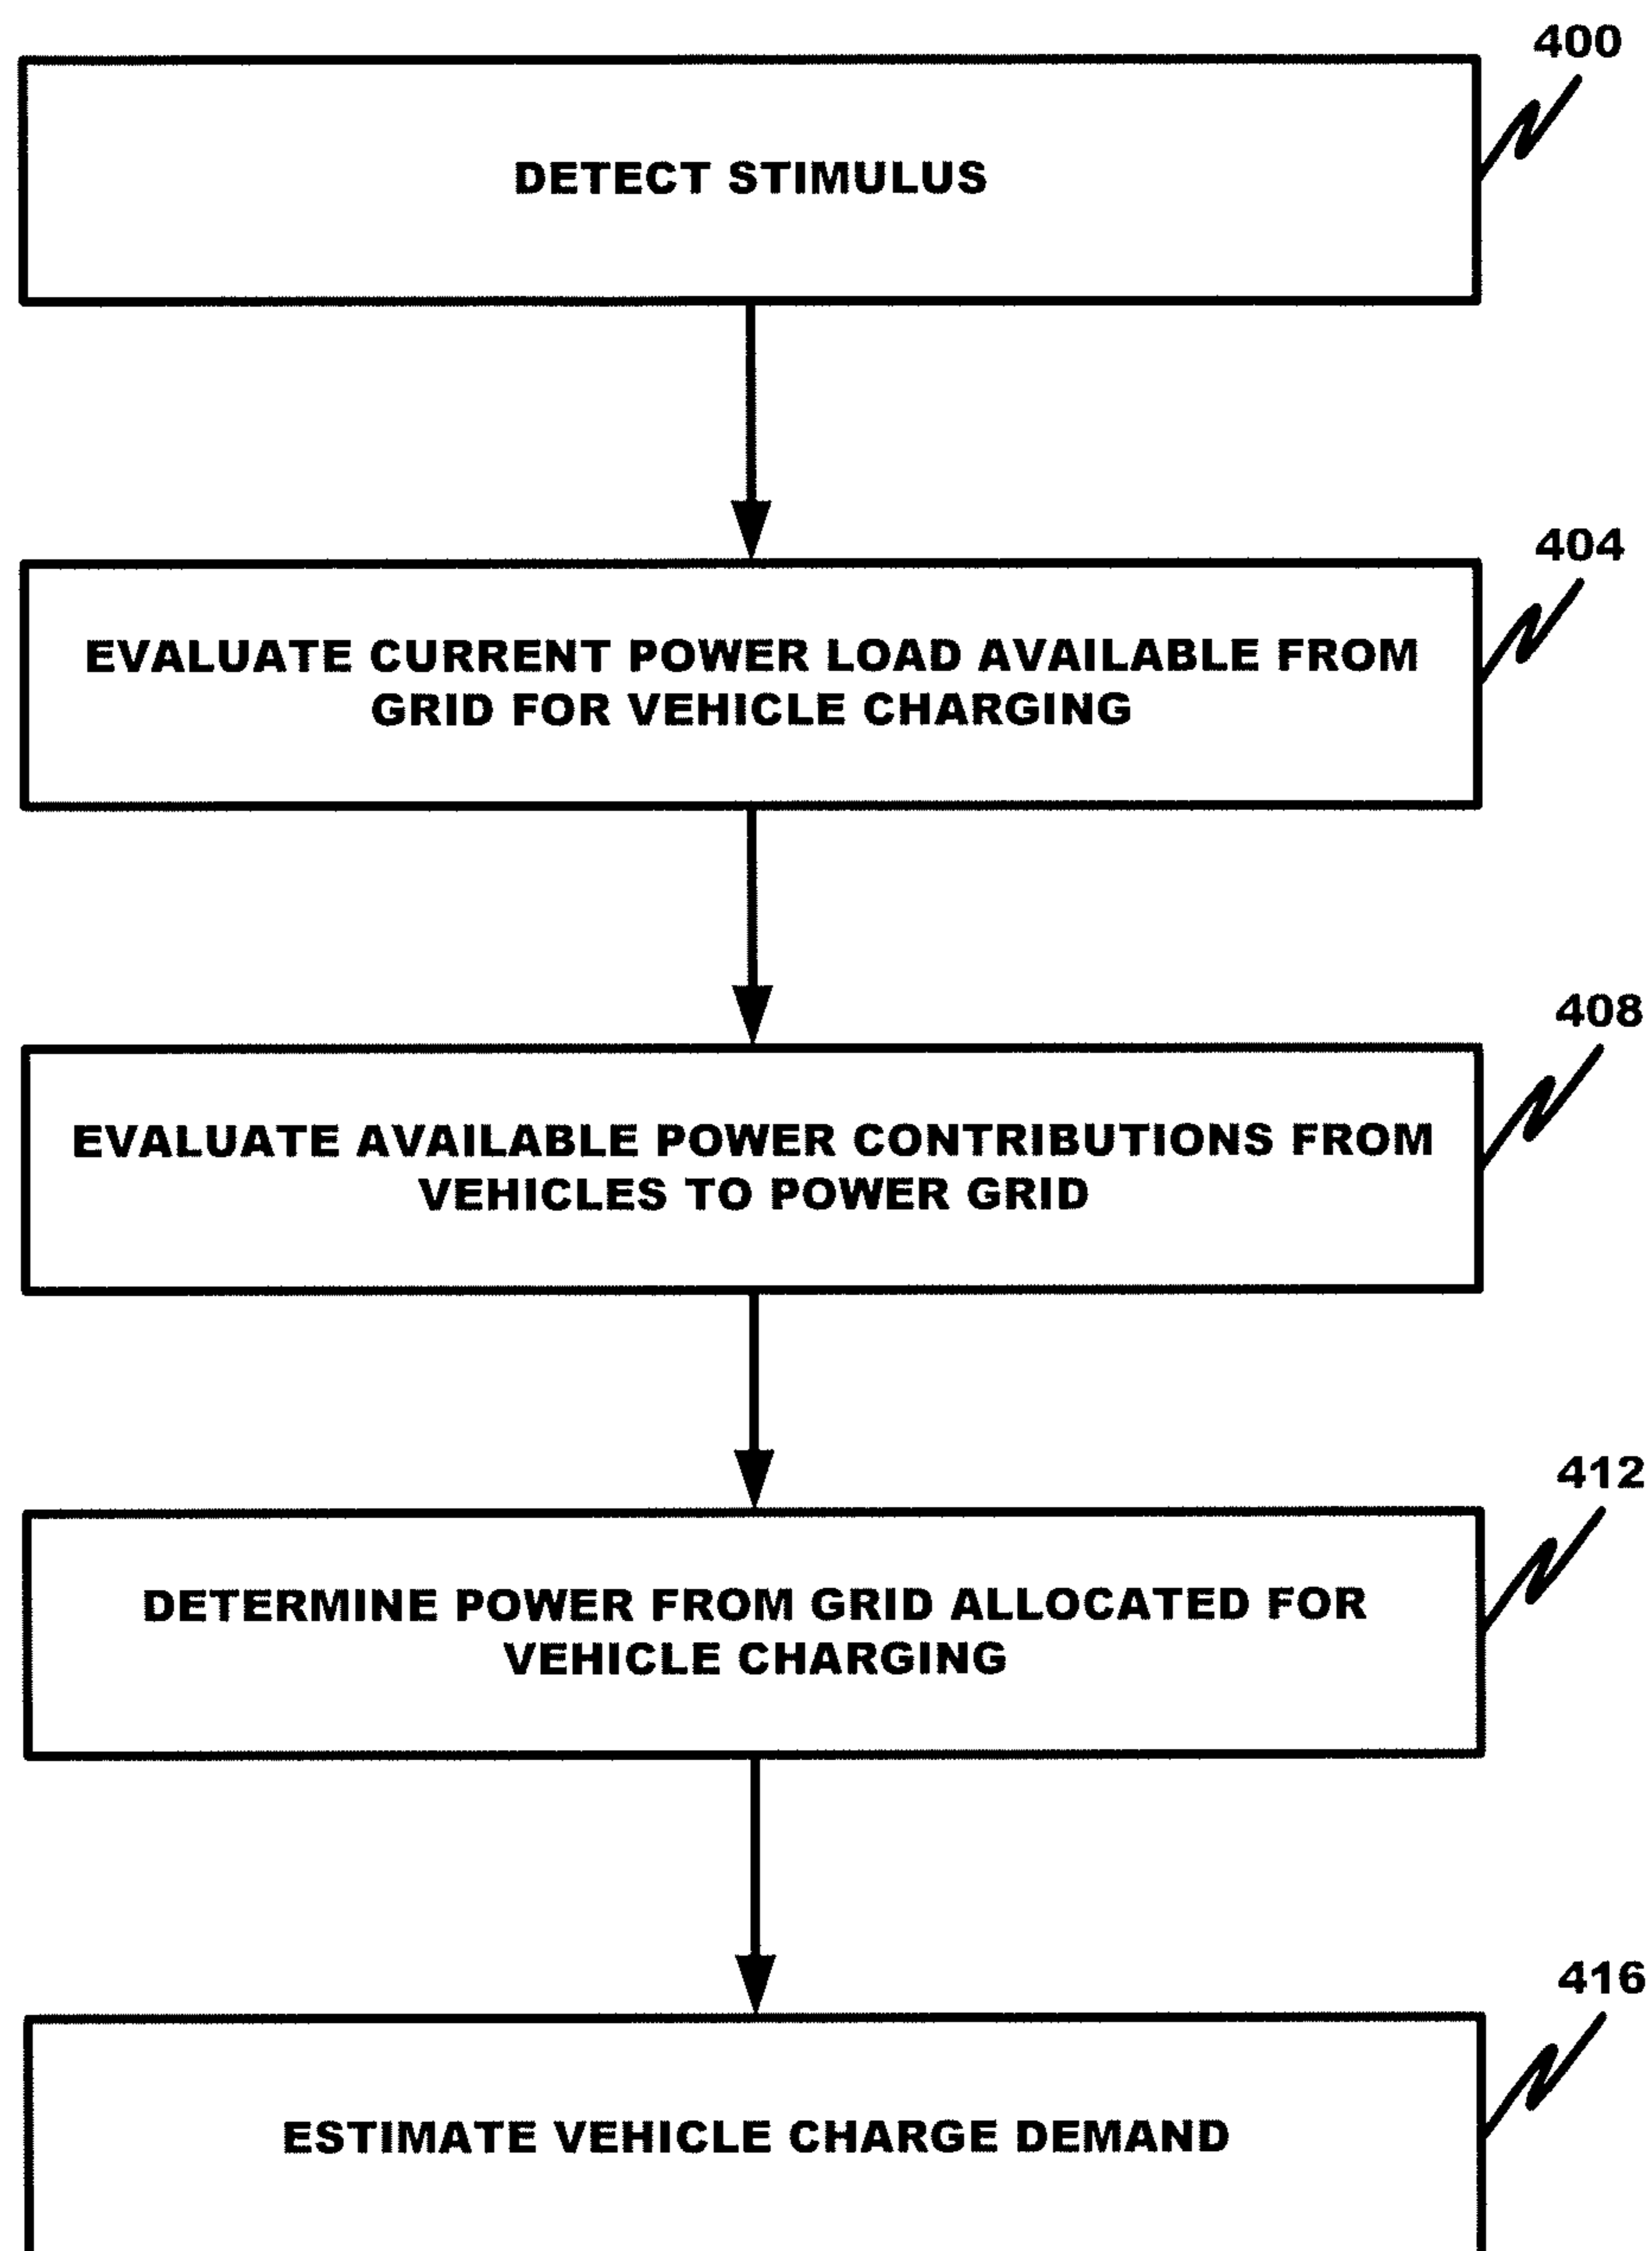 400
DETECT STIMULUS
404
EVALUATE CURRENT POWER LOAD AVAILABLE FROM
GRID FOR VEHICLE CHARGING
408
EVALUATE AVAILABLE POWER CONTRIBUTIONS FROM
VEHICLES TO POWER GRID
412
DETERMINE POWER FROM GRID ALLOCATED FOR
VEHICLE CHARGING
416
ESTIMATE VEHICLE CHARGE DEMAND